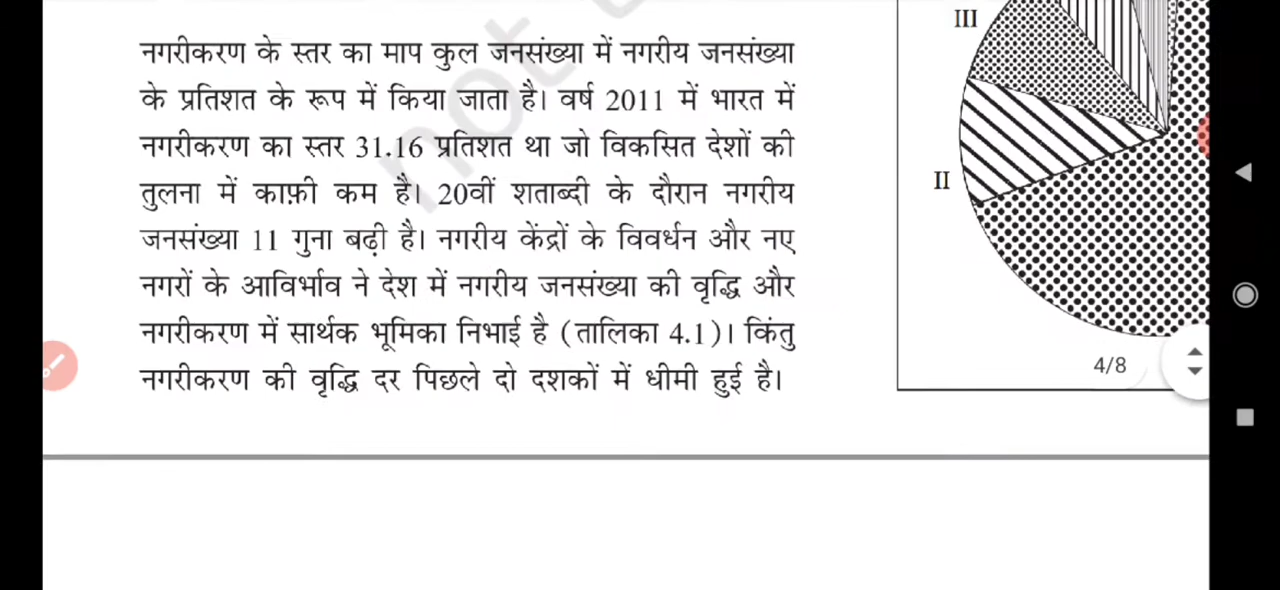 III
नगरीकरण के स्तर का माप कुल जनसंख्या में नगरीय जनसंख्या
के प्रतिशत के रूप में किया जाता है। वर्ष 2011 में भारत में
नगरीकरण का स्तर 31.16 प्रतिशत था जो विकसित देशों की
तुलना में काफ़ी कम है। 20वीं शताब्दी के दौरान नगरीय
जनसंख्या 11 गुना बढ़ी है। नगरीय केंद्रों के विवर्धन और नए
नगरों के आविर्भाव ने देश में नगरीय जनसंख्या की वृद्धि और
नगरीकरण में सार्थक भूमिका निभाई है (तालिका 4.1)। किंतु
नगरीकरण की वृद्धि दर पिछले दो दशकों में धीमी हुई है।
II
4/8
not